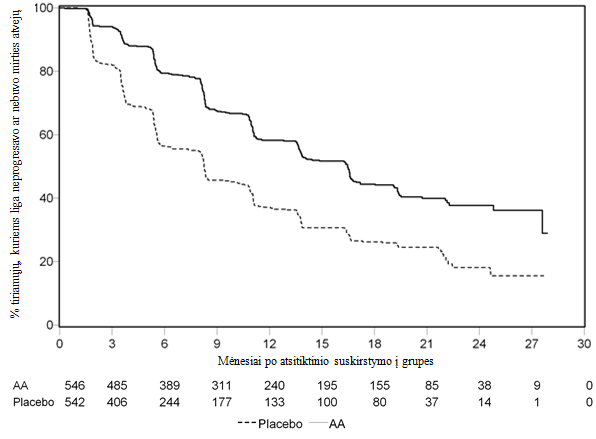 % tiriamųjų, kuriems liga neprogresavo ar nebuvo mirties atvejų
100
80
60
40
20
0
0 3 6 9 12 15 18 21 24 27 30
Mėnesiai po atsitiktinio suskirstymo į grupes
AA 546 485 389 311 240 195 155 85 38 9 0
Placebo 542 406 244 177 133 100 80 37 14 1 0
Placebo AA